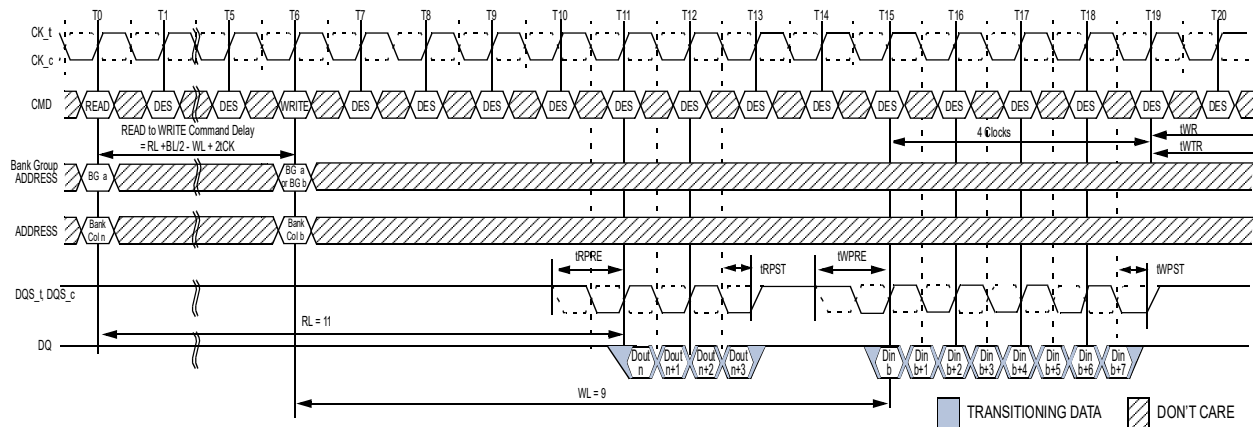 T0 T1 T5 T6 T7 T8 T9 T10 T11 T12 T13 T14 T15 T16 T17 T18 T19 T20
CK_t
CK_c
CMD READ DES DES WRITE DES DES DES DES DES DES DES DES DES DES DES DES DES DES
READ to WRITE Command Delay
= RL +BL/2 - WL + 2tCK
4 Clocks
tWR
tWTR
Bank Group
ADDRESS
BG a
BG a
or BG b
ADDRESS
Bank
Col n
Bank
Col b
tRPRE tRPST tWPRE tWPST
DQS_t, DQS_c
RL = 11
DQ
Dout
n
Dout
n+1
Dout
n+2
Dout
n+3
Din
b
Din
b+1
Din
b+2
Din
b+3
Din
b+4
Din
b+5
Din
b+6
Din
b+7
WL = 9
TRANSITIONING DATA DON'T CARE